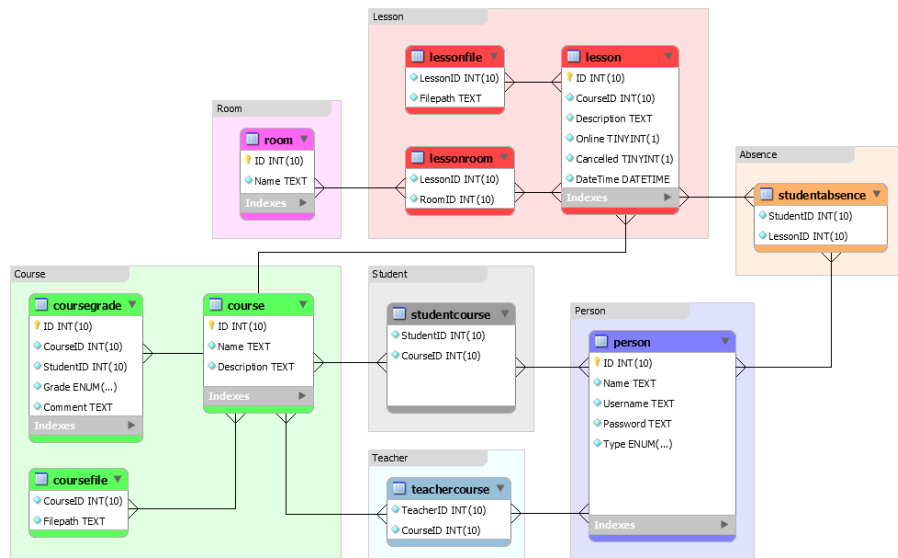 Lesson
lessonfile
LessonID INT(10)
Filepath TEXT
lesson
ID INT(10)
CourseID INT(10)
Description TEXT
Online TINYINT(1)
Cancelled TINYINT(1)
DateTime DATETIME
Indexes
Room
room
ID INT(10)
Name TEXT
Indexes
lessonroom
LessonID INT(10)
RoomID INT(10)
Absence
studentabsence
StudentID INT(10)
LessonID INT(10)
Course
coursegrade
ID INT(10)
CourseID INT(10)
StudentID INT(10)
Grade ENUM(...)
Comment TEXT
Indexes
course
ID INT(10)
Name TEXT
Description TEXT
Indexes
coursefile
CourseID INT(10)
Filepath TEXT
Student
studentcourse
StudentID INT(10)
CourseID INT(10)
Teacher
teachercourse
TeacherID INT(10)
CourseID INT(10)
Person
person
ID INT(10)
Name TEXT
Username TEXT
Password TEXT
Type ENUM(...)
Indexes